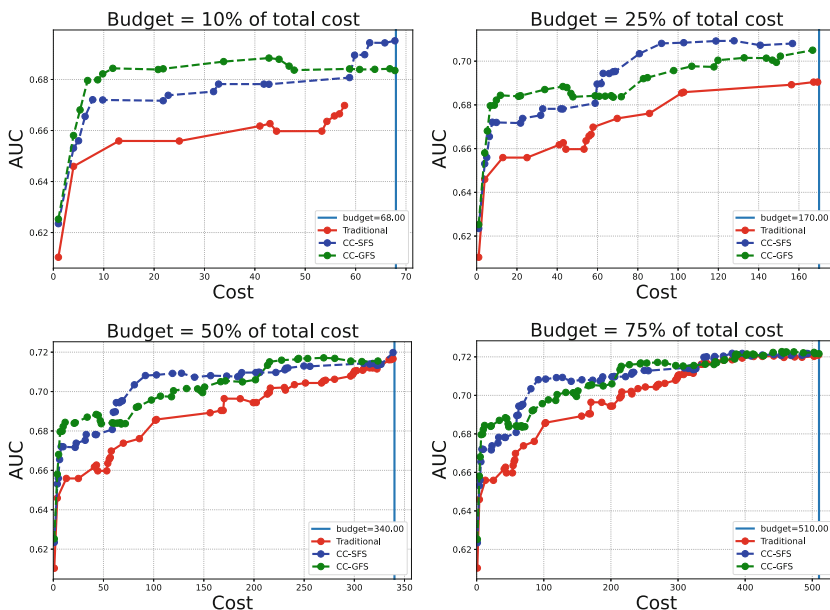 Budget = 10% of total cost
AUC
0.68
0.66
0.64
0.62
budget=68.00
Traditional
CC-SFS
CC-GFS
0 10 20 30 40 50 60 70
Cost
Budget = 25% of total cost
AUC
0.70
0.68
0.66
0.64
0.62
budget=170.00
Traditional
CC-SFS
CC-GFS
0 20 40 60 80 100 120 140 160
Cost
Budget = 50% of total cost
AUC
0.72
0.70
0.68
0.66
0.64
0.62
budget=340.00
Traditional
CC-SFS
CC-GFS
0 50 100 150 200 250 300 350
Cost
Budget = 75% of total cost
AUC
0.72
0.70
0.68
0.66
0.64
0.62
budget=510.00
Traditional
CC-SFS
CC-GFS
0 100 200 300 400 500
Cost